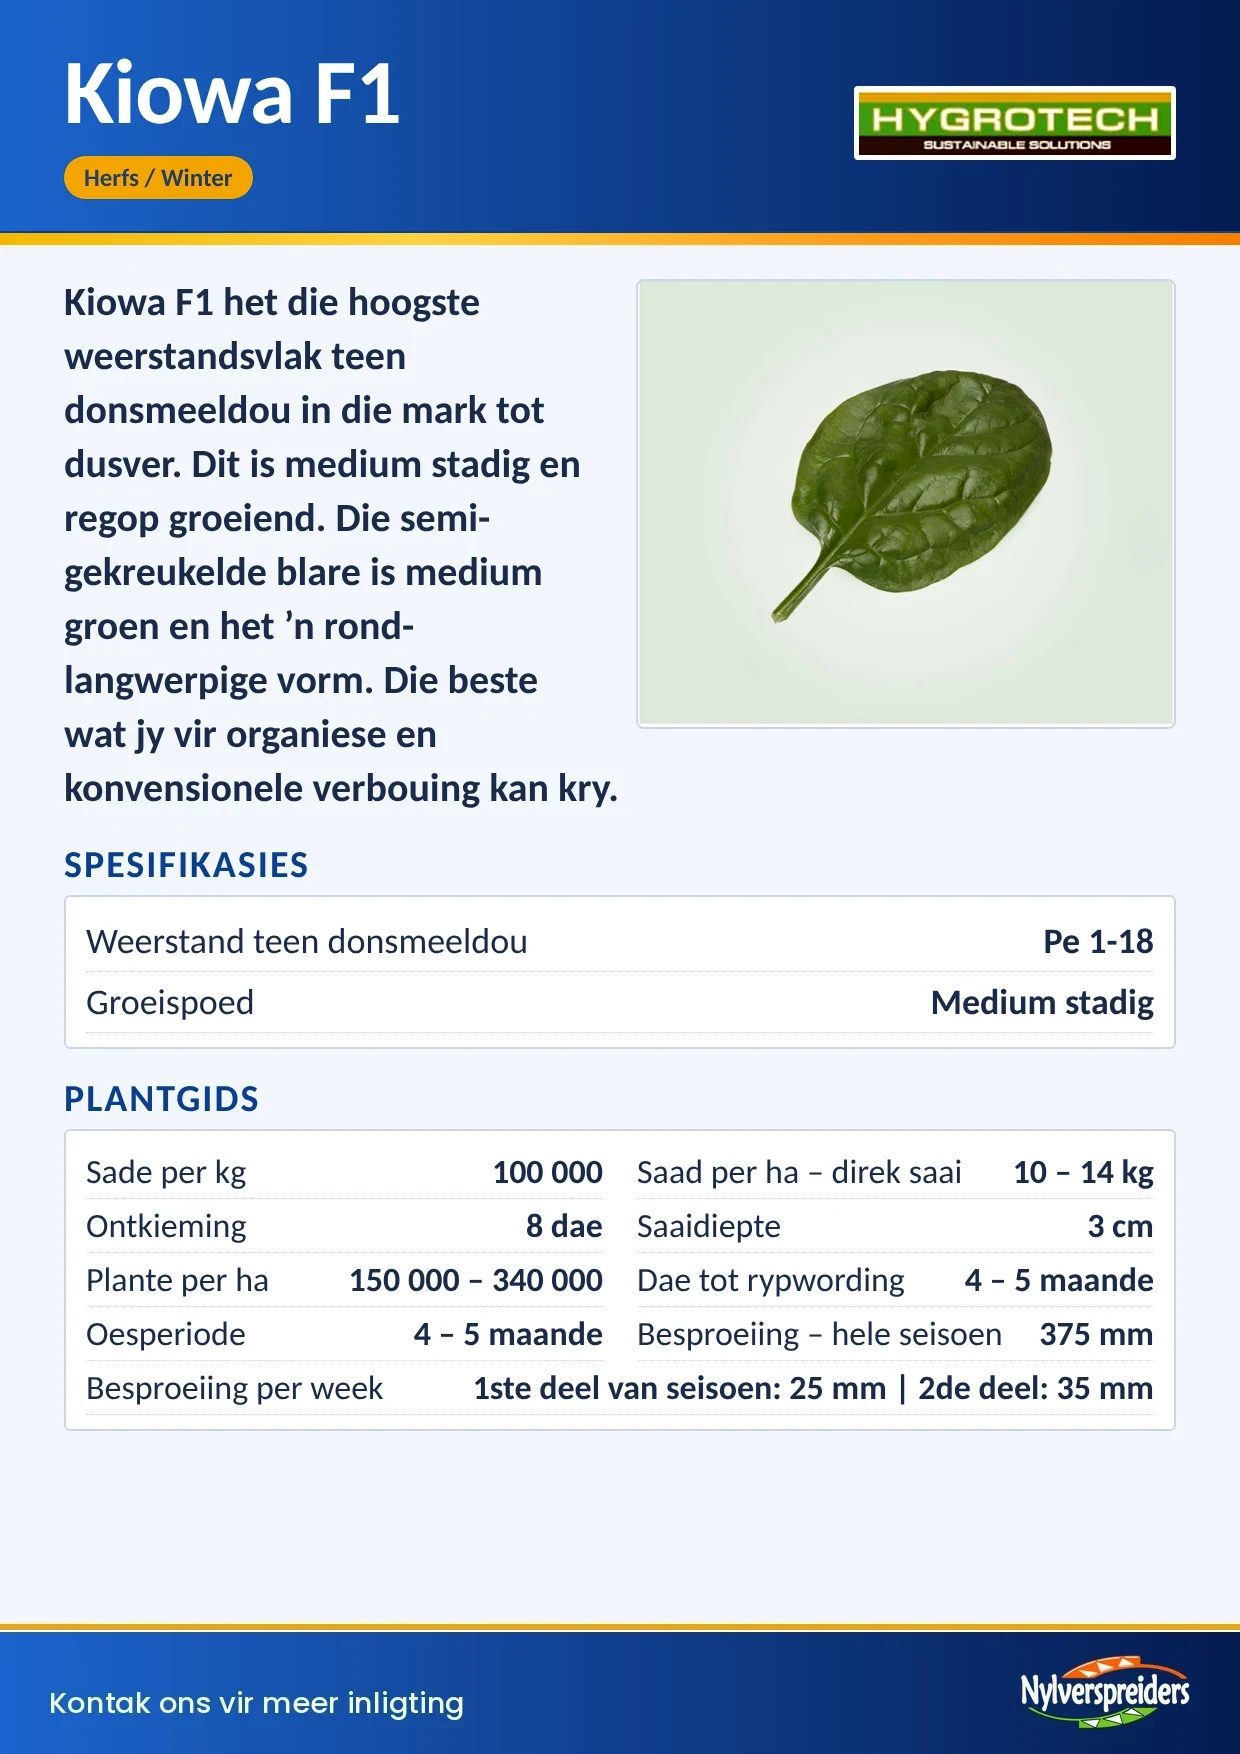 Kiowa F1
HYGROTECH
SUSTAINABLE SOLUTIONS
Herfs / Winter
Kiowa F1 het die hoogste
weerstandsvlak teen
donsmeeldou in die mark tot
dusver. Dit is medium stadig en
regop groeiend. Die semi-
gekreukelde blare is medium
groen en het ’n rond-
langwerpige vorm. Die beste
wat jy vir organiese en
konvensionele verbouing kan kry.
SPESIFIKASIES
Weerstand teen donsmeeldou Pe 1-18
Groeispoed Medium stadig
PLANTGIDS
Sade per kg 100 000 Saad per ha – direk saai 10 – 14 kg
Ontkieming 8 dae Saaidiepte 3 cm
Plante per ha 150 000 – 340 000 Dae tot rypwording 4 – 5 maande
Oesperiode 4 – 5 maande Besproeiing – hele seisoen 375 mm
Besproeiing per week 1ste deel van seisoen: 25 mm | 2de deel: 35 mm
Kontak ons vir meer inligting
Nylverspreiders